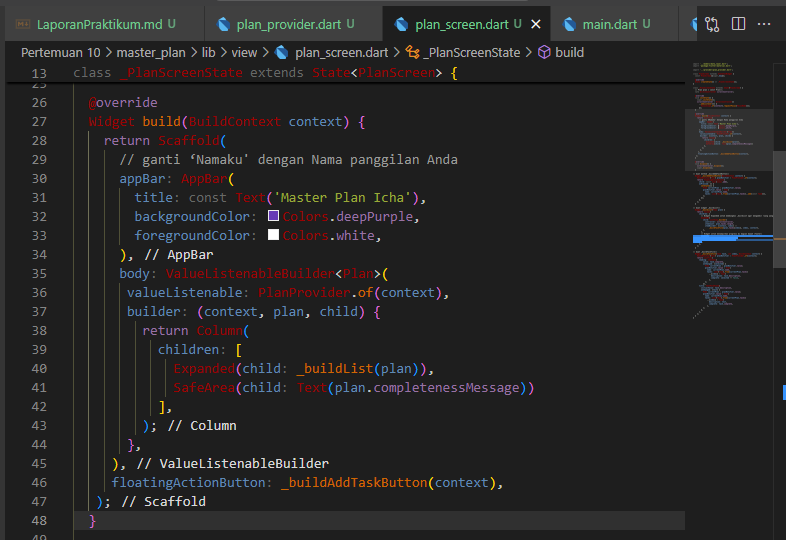 LaporanPraktikum.md U
plan_provider.dart U
plan_screen.dart U
main.dart U
Pertemuan 10 > master_plan > lib > view > plan_screen.dart > _PlanScreenState > build
13 class _PlanScreenState extends State<PlanScreen> {
26 @override
27 Widget build(BuildContext context) {
28 return Scaffold(
29 // ganti ‘Namaku' dengan Nama panggilan Anda
30 appBar: AppBar(
31 title: const Text('Master Plan Icha'),
32 backgroundColor: Colors.deepPurple,
33 foregroundColor: Colors.white,
34 ), // AppBar
35 body: ValueListenableBuilder<Plan>(
36 valueListenable: PlanProvider.of(context),
37 builder: (context, plan, child) {
38 return Column(
39 children: [
40 Expanded(child: _buildList(plan)),
41 SafeArea(child: Text(plan.completenessMessage))
42 ],
43 ); // Column
44 },
45 ), // ValueListenableBuilder
46 floatingActionButton: _buildAddTaskButton(context),
47 ); // Scaffold
48 }